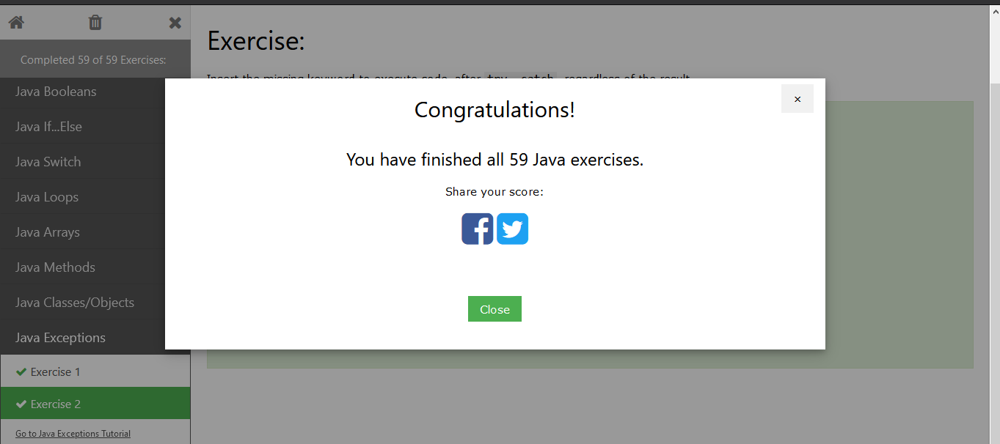 Completed 59 of 59 Exercises:
Java Booleans
Java If...Else
Java Switch
Java Loops
Java Arrays
Java Methods
Java Classes/Objects
Java Exceptions
Exercise 1
Exercise 2
Go to Java Exceptions Tutorial
Exercise:
Insert the missing keyword to execute code, after try..catch, regardless of the result.
×
Congratulations!
You have finished all 59 Java exercises.
Share your score:
Close